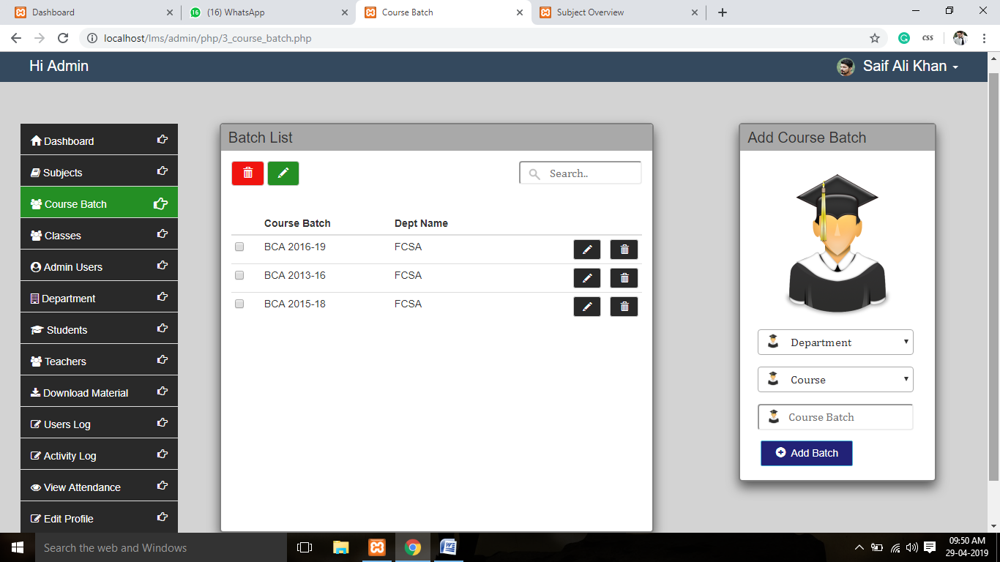 Dashboard
16
(16) WhatsApp
Course Batch
Subject Overview
localhost/lms/admin/php/3_course_batch.php
css
Hi Admin
Saif Ali Khan
Dashboard
Subjects
Course Batch
Classes
Admin Users
Department
Students
Teachers
Download Material
Users Log
Activity Log
View Attendance
Edit Profile
Batch List
Search..
Course Batch Dept Name
BCA 2016-19 FCSA
BCA 2013-16 FCSA
BCA 2015-18 FCSA
Add Course Batch
Department
Course
Course Batch
Add Batch
Search the web and Windows
09:50 AM
29-04-2019